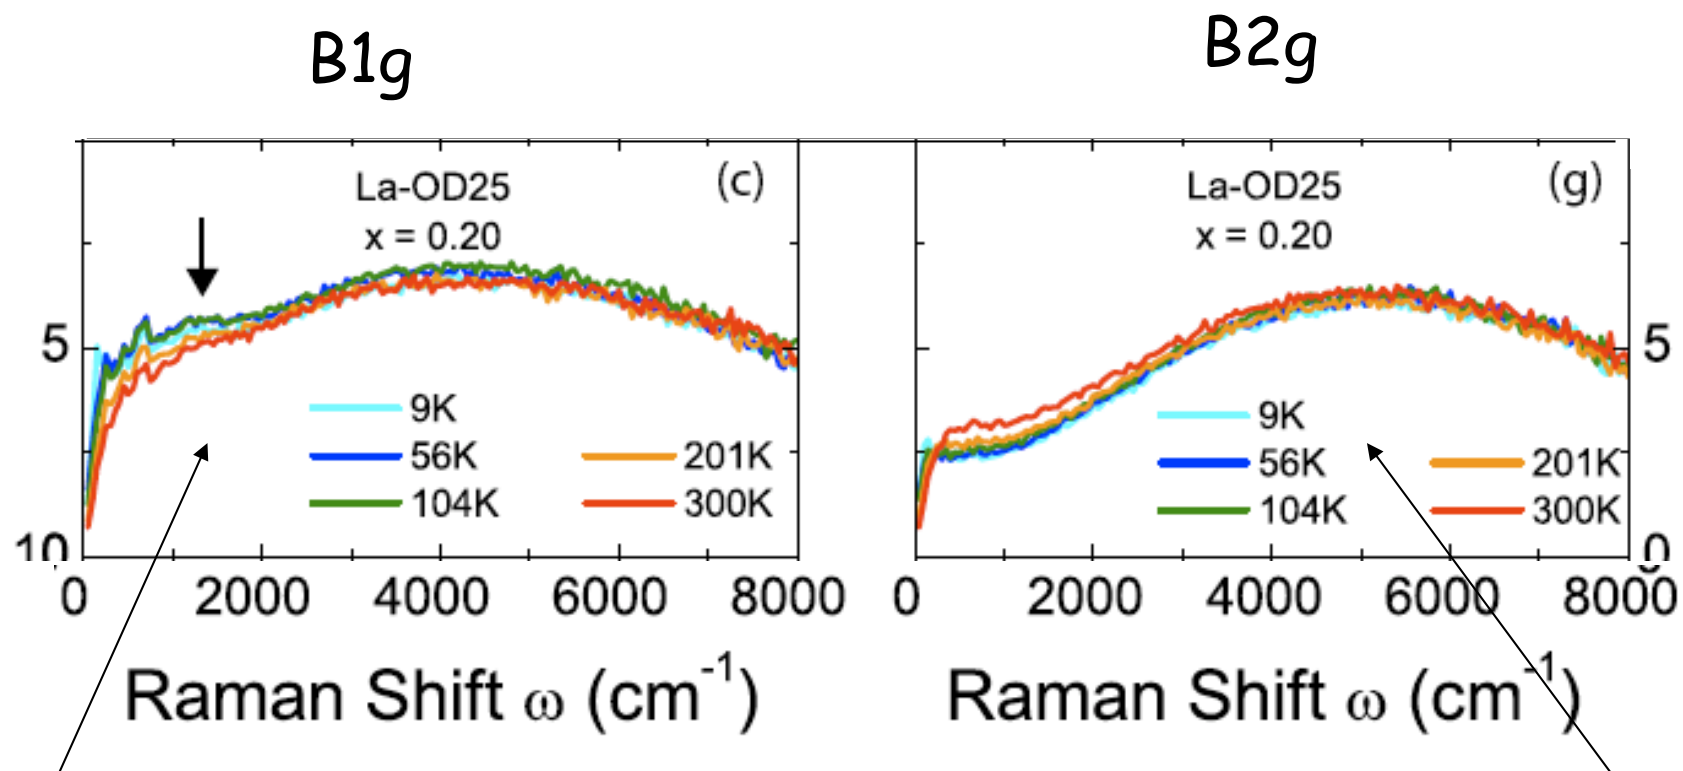 B1g
B2g
(c)
La-OD25
x = 0.20
5
9K
56K
201K
104K
300K
10
0
2000
4000
6000
8000
Raman Shift ω (cm-1)
(g)
La-OD25
x = 0.20
5
9K
56K
201K
104K
300K
0
0
2000
4000
6000
8000
Raman Shift ω (cm-1)